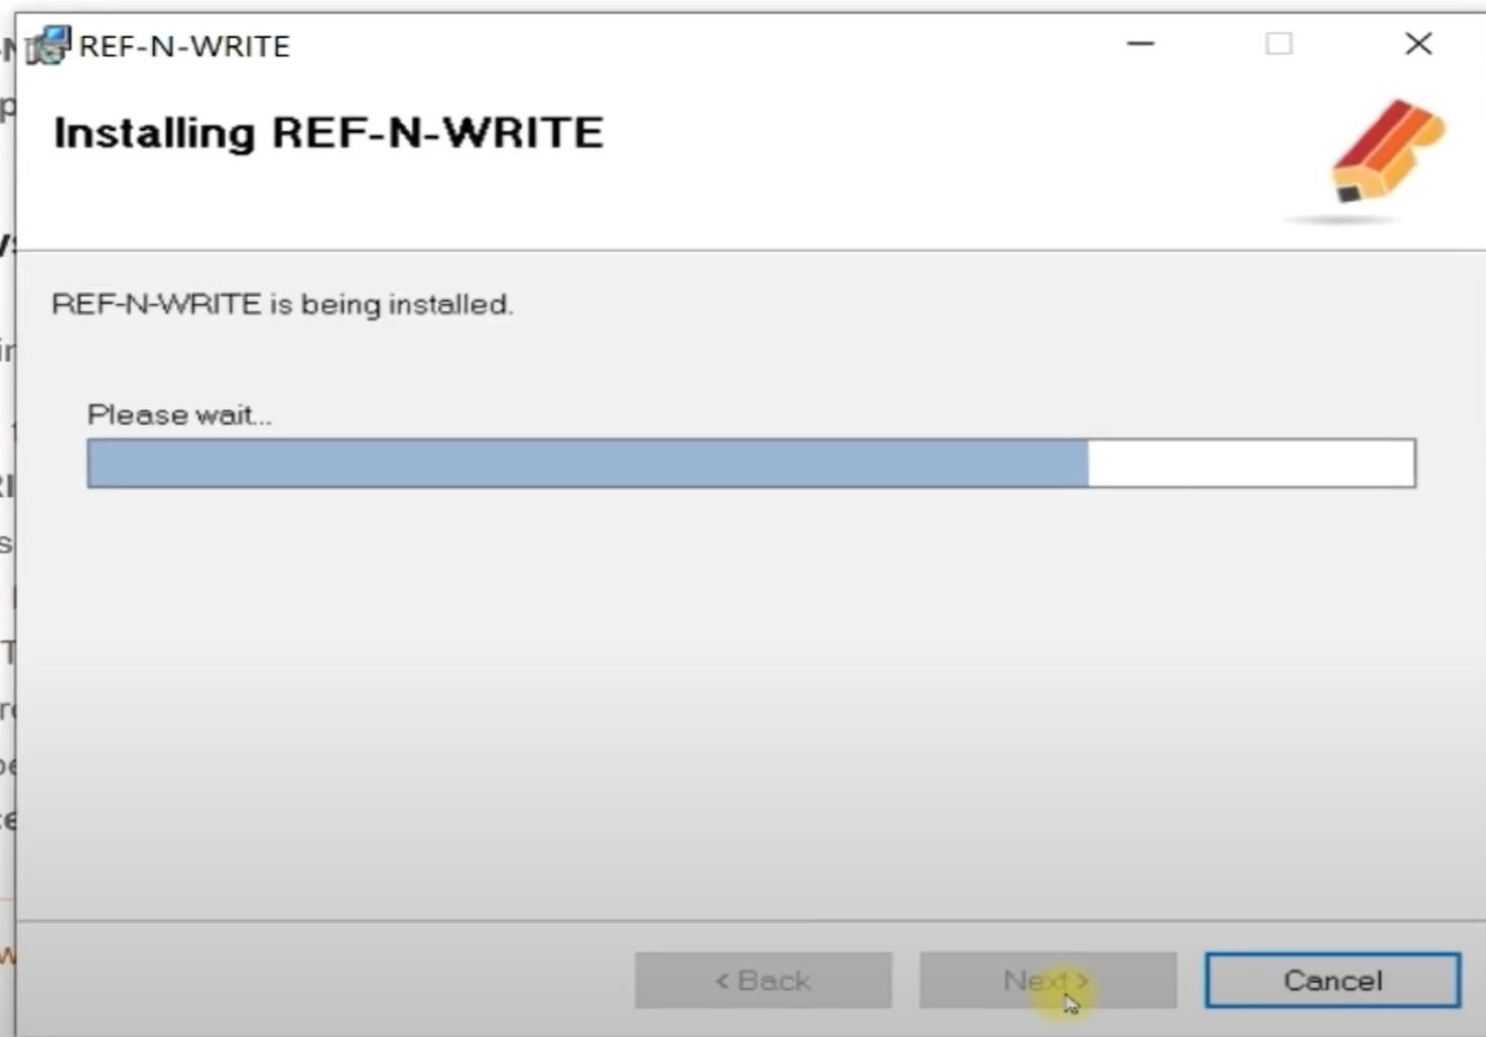 REF-N-WRITE
Installing REF-N-WRITE
REF-N-WRITE is being installed.
Please wait...
< Back
Next >
Cancel